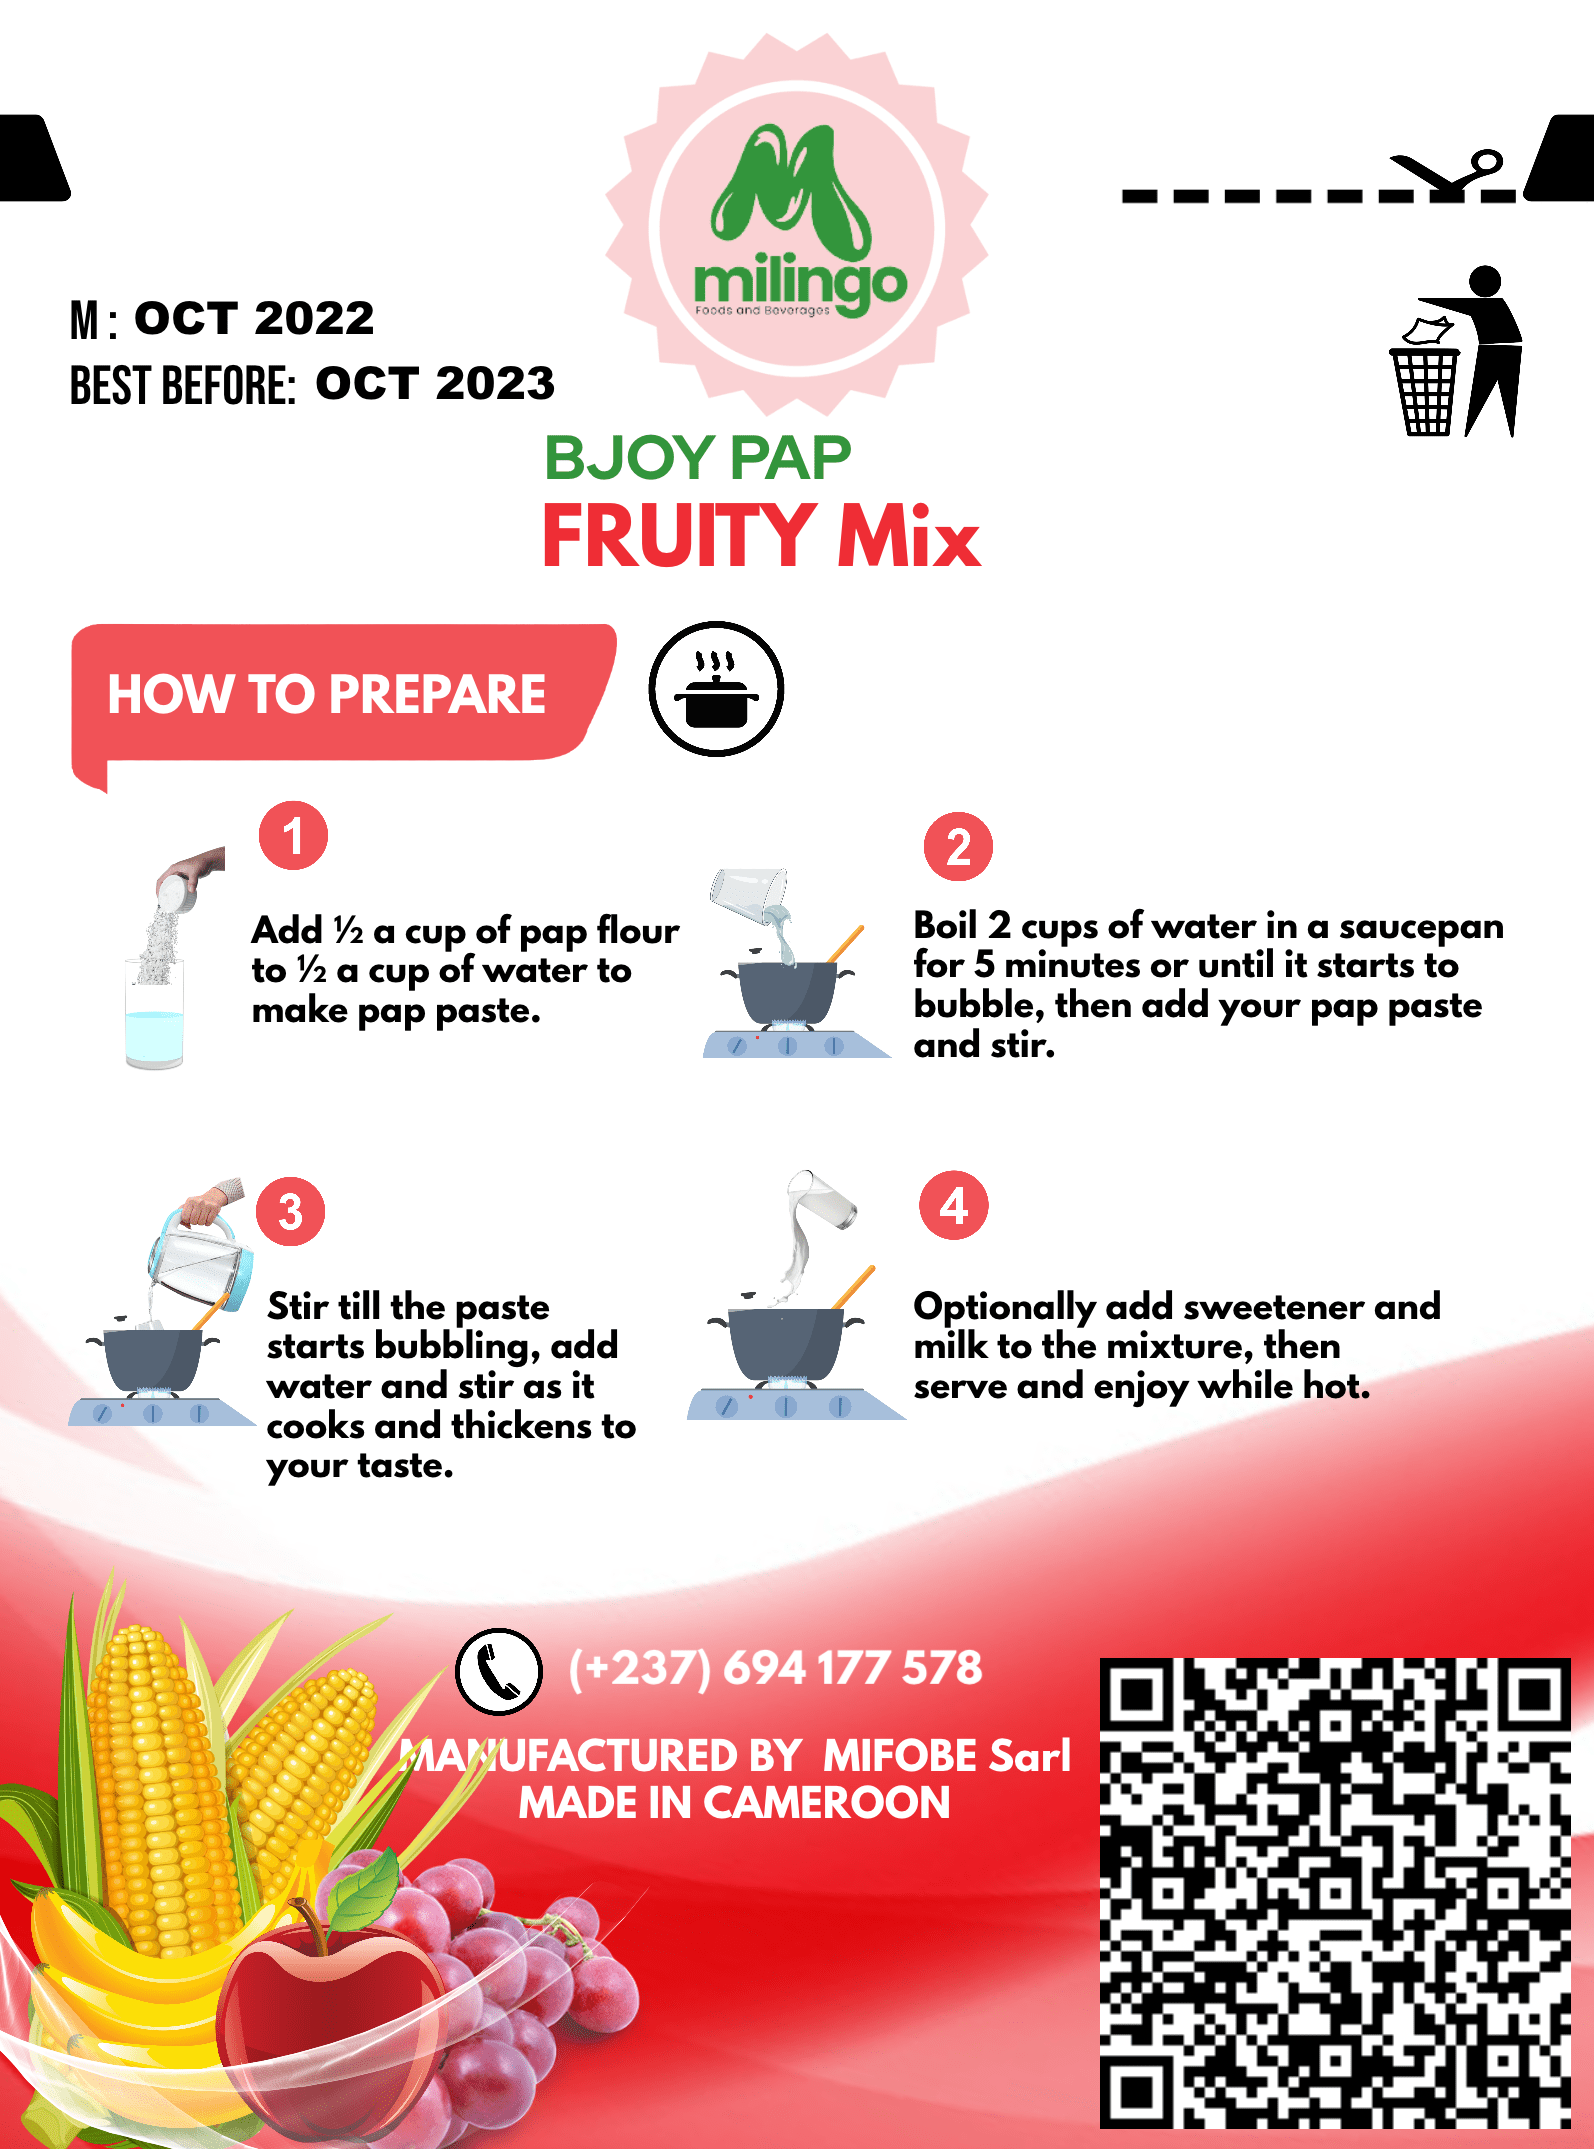 milingo
Foods and Beverages
M : OCT 2022
BEST BEFORE: OCT 2023
BJOY PAP
FRUITY Mix
HOW TO PREPARE
1
Add ½ a cup of pap flour
to ½ a cup of water to
make pap paste.
2
Boil 2 cups of water in a saucepan
for 5 minutes or until it starts to
bubble, then add your pap paste
and stir.
3
Stir till the paste
starts bubbling, add
water and stir as it
cooks and thickens to
your taste.
4
Optionally add sweetener and
milk to the mixture, then
serve and enjoy while hot.
(+237) 694 177 578
MANUFACTURED BY MIFOBE Sarl
MADE IN CAMEROON